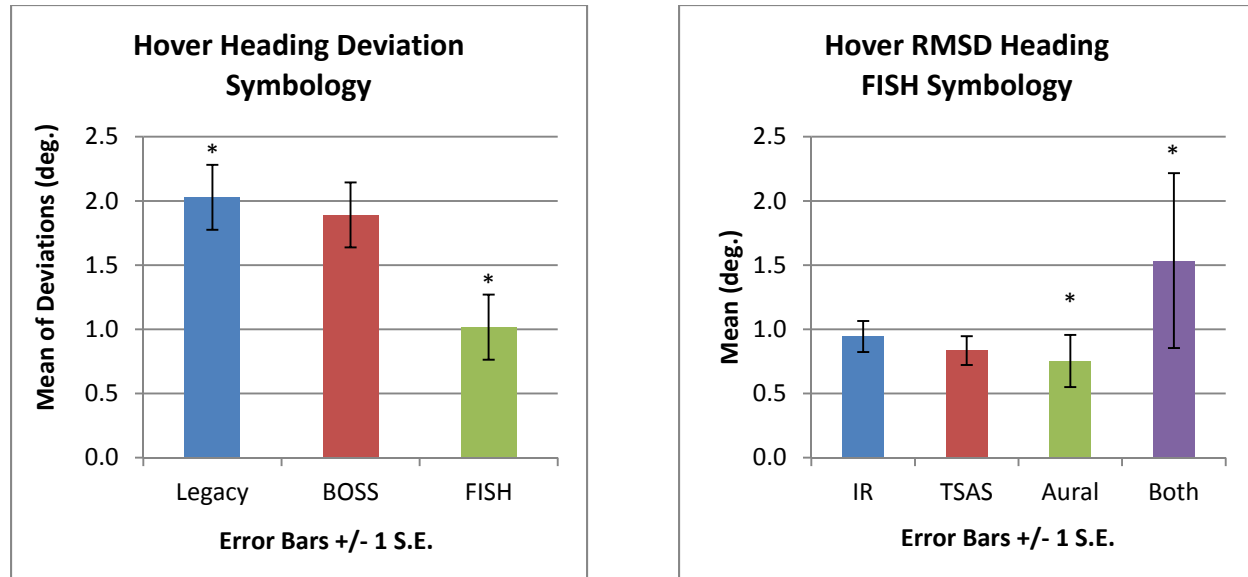 Hover Heading Deviation
Symbology
Mean of Deviations (deg.)
2.5
2.0
1.5
1.0
0.5
0.0
*
*
Legacy BOSS FISH
Error Bars +/- 1 S.E.
Hover RMSD Heading
FISH Symbology
Mean (deg.)
2.5
2.0
1.5
1.0
0.5
0.0
*
*
IR TSAS Aural Both
Error Bars +/- 1 S.E.